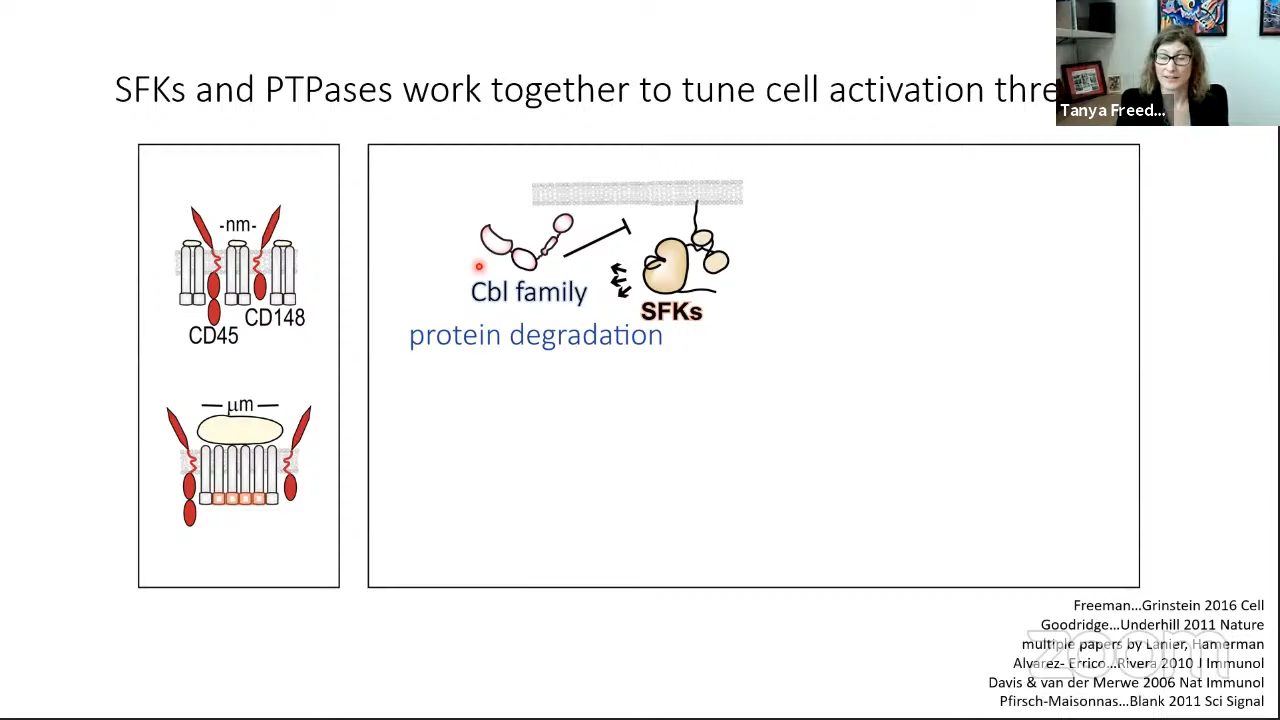 SFKs and PTPases work together to tune cell activation thre
Tanya Freed...
-nm-
CD45
CD148
μm
Cbl family
SFKs
protein degradation
Freeman...Grinstein 2016 Cell
Goodridge...Underhill 2011 Nature
multiple papers by Lanier, Hamerman
Alvarez- Errico...Rivera 2010 J Immunol
Davis & van der Merwe 2006 Nat Immunol
Pfirsch-Maisonnas...Blank 2011 Sci Signal
zoom